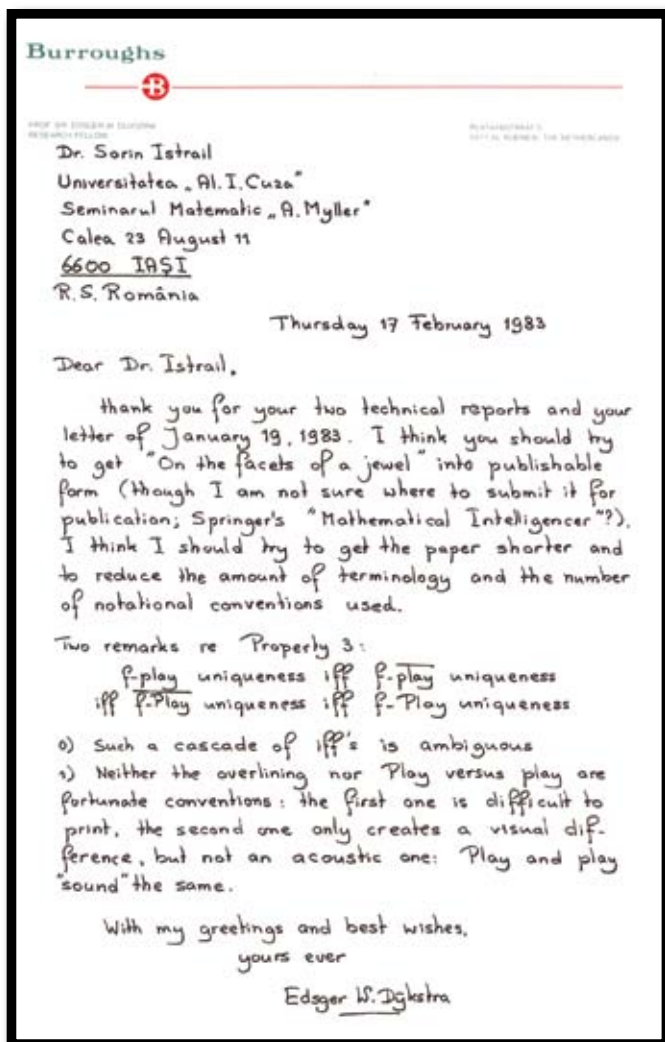 Burroughs
B
PROF. DR. EDSGER W. DIJKSTRA
RESEARCH FELLOW
THE NETHERLANDS
Dr. Sorin Istrail
Universitatea „Al. I. Cuza"
Seminarul Matematic „A. Myller"
Calea 23 August 11
6600 IAŞI
R.S. România
Thursday 17 February 1983
Dear Dr. Istrail,
thank you for your two technical reports and your
letter of January 19, 1983. I think you should try
to get "On the facets of a jewel" into publishable
form (though I am not sure where to submit it for
publication; Springer's "Mathematical Intelligencer"?).
I think I should try to get the paper shorter and
to reduce the amount of terminology and the number
of notational conventions used.
Two remarks re Property 3:
f-play uniqueness iff f-p̅l̅a̅y̅ uniqueness
iff f̅-̅P̅l̅a̅y̅ uniqueness iff f-Play uniqueness
0) Such a cascade of iff's is ambiguous
1) Neither the overlining nor Play versus play are
fortunate conventions: the first one is difficult to
print, the second one only creates a visual dif-
ference, but not an acoustic one: Play and play
"sound" the same.
With my greetings and best wishes,
yours ever
Edsger W. Dijkstra